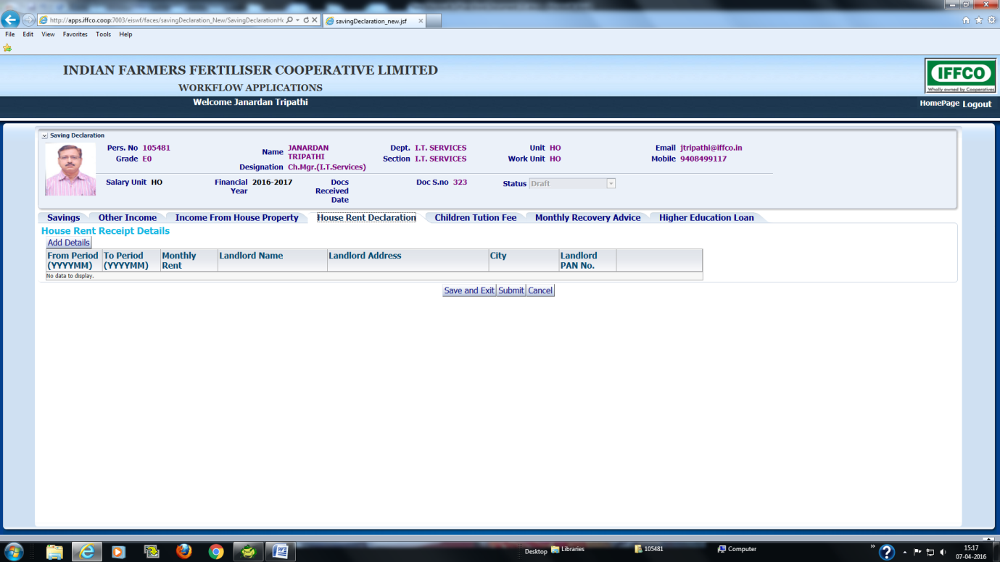 http://apps.iffco.coop:7003/eiswf/faces/savingDeclaration_New/SavingDeclarationHo
savingDeclaration_new.jsf
File Edit View Favorites Tools Help
INDIAN FARMERS FERTILISER COOPERATIVE LIMITED
WORKFLOW APPLICATIONS
IFFCO
Wholly owned by Cooperatives
Welcome Janardan Tripathi
HomePage Logout
Saving Declaration
Pers. No 105481
Grade E0
Name JANARDAN
TRIPATHI
Designation Ch.Mgr.(I.T.Services)
Dept. I.T. SERVICES
Section I.T. SERVICES
Unit HO
Work Unit HO
Email jtripathi@iffco.in
Mobile 9408499117
Salary Unit HO
Financial 2016-2017
Year
Docs
Received
Date
Doc S.no 323
Status Draft
Savings Other Income Income From House Property House Rent Declaration Children Tution Fee Monthly Recovery Advice Higher Education Loan
House Rent Receipt Details
Add Details
From Period
(YYYYMM)
To Period
(YYYYMM)
Monthly
Rent
Landlord Name
Landlord Address
City
Landlord
PAN No.
No data to display.
Save and Exit Submit Cancel
Desktop Libraries 105481 Computer
15:17
07-04-2016